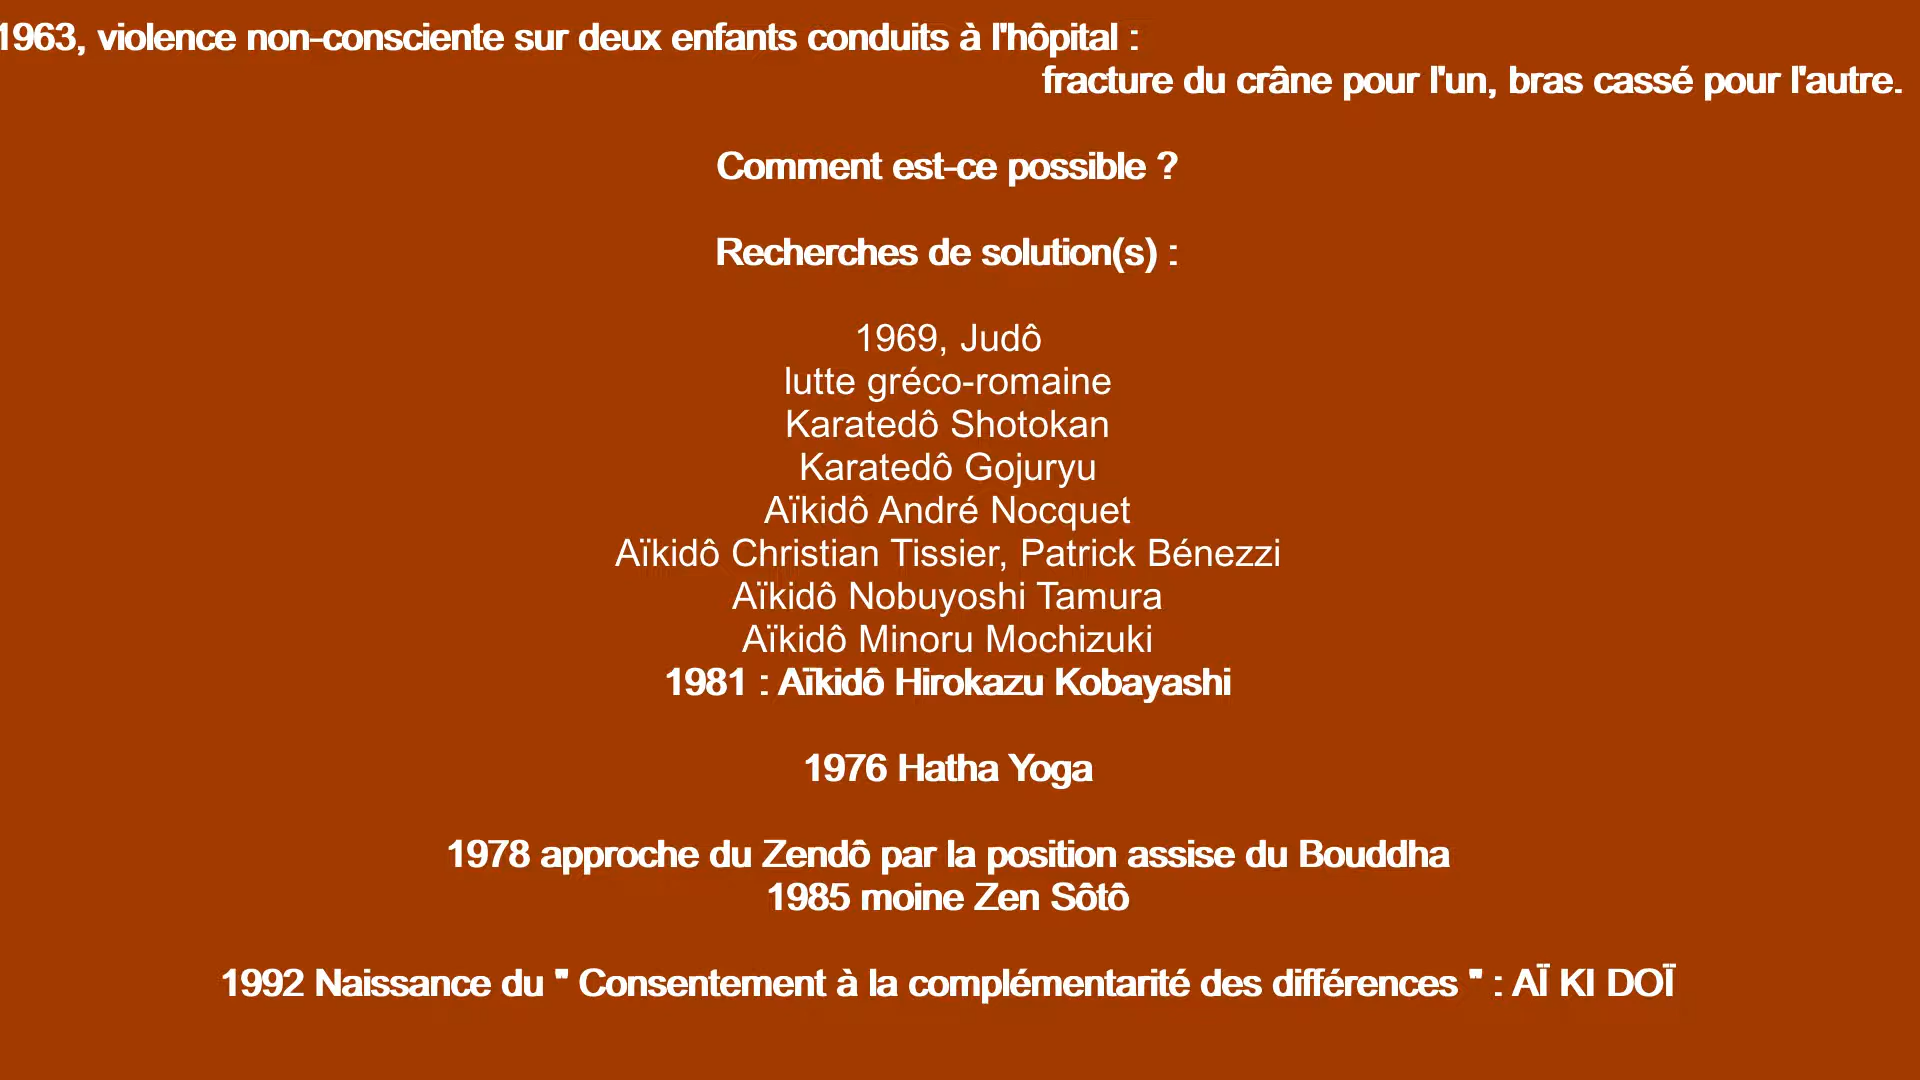 1963, violence non-consciente sur deux enfants conduits à l'hôpital :
fracture du crâne pour l'un, bras cassé pour l'autre.
Comment est-ce possible ?
Recherches de solution(s) :
1969, Judô
lutte gréco-romaine
Karatedô Shotokan
Karatedô Gojuryu
Aïkidô André Nocquet
Aïkidô Christian Tissier, Patrick Bénezzi
Aïkidô Nobuyoshi Tamura
Aïkidô Minoru Mochizuki
1981 : Aïkidô Hirokazu Kobayashi
1976 Hatha Yoga
1978 approche du Zendô par la position assise du Bouddha
1985 moine Zen Sôtô
1992 Naissance du " Consentement à la complémentarité des différences " : AÏ KI DOÏ